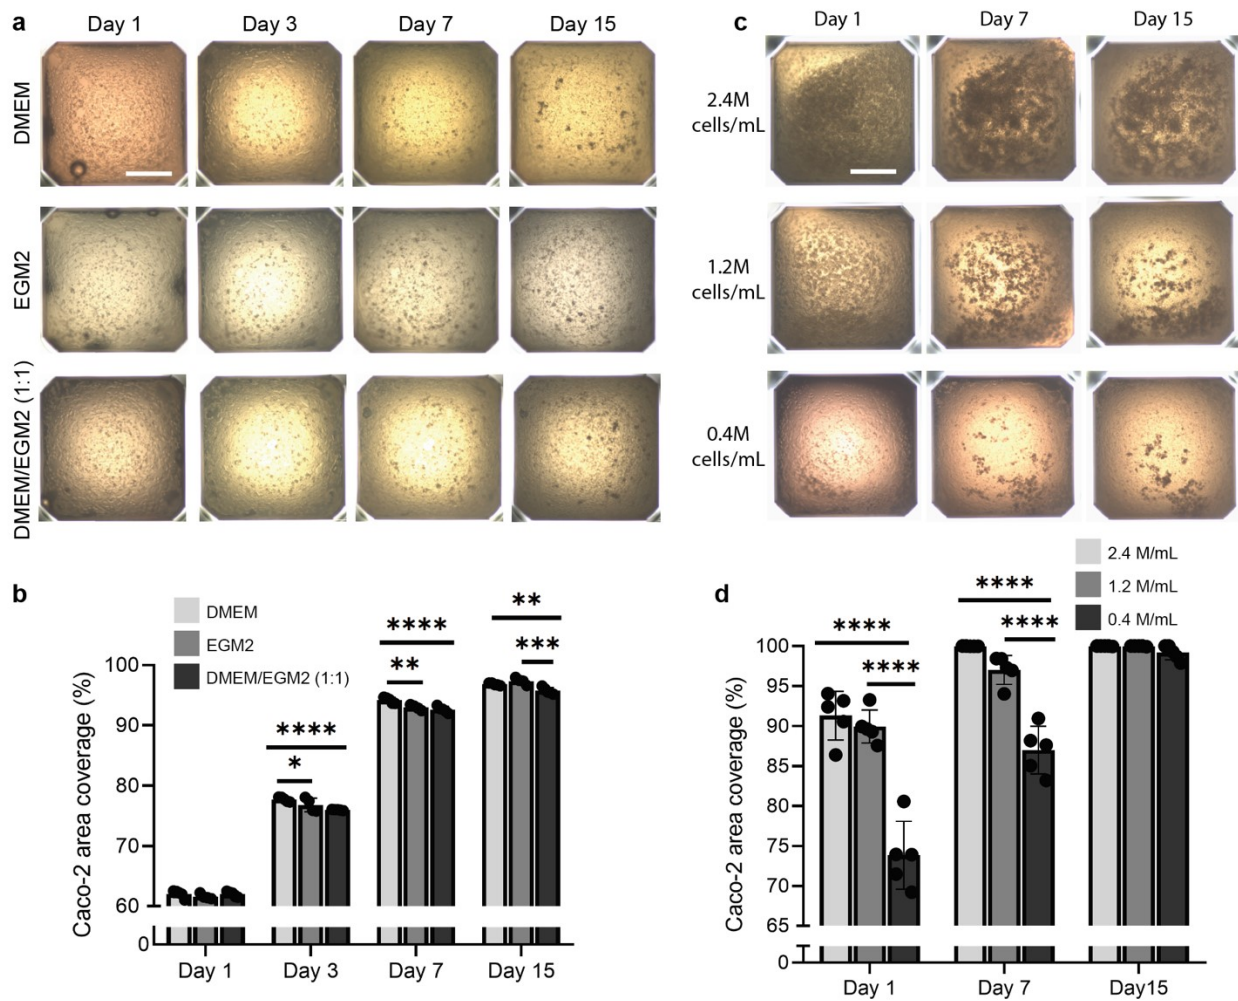 a
Day 1 Day 3 Day 7 Day 15
DMEM
EGM2
DMEM/EGM2 (1:1)
c
Day 1 Day 7 Day 15
2.4M
cells/mL
1.2M
cells/mL
0.4M
cells/mL
b
DMEM
EGM2
DMEM/EGM2 (1:1)
** 
****
***
**
****
*
Caco-2 area coverage (%)
100
90
80
70
60
0
Day 1 Day 3 Day 7 Day 15
d
2.4 M/mL
1.2 M/mL
0.4 M/mL
****
****
****
****
Caco-2 area coverage (%)
100
95
90
85
80
75
70
65
0
Day 1 Day 7 Day15